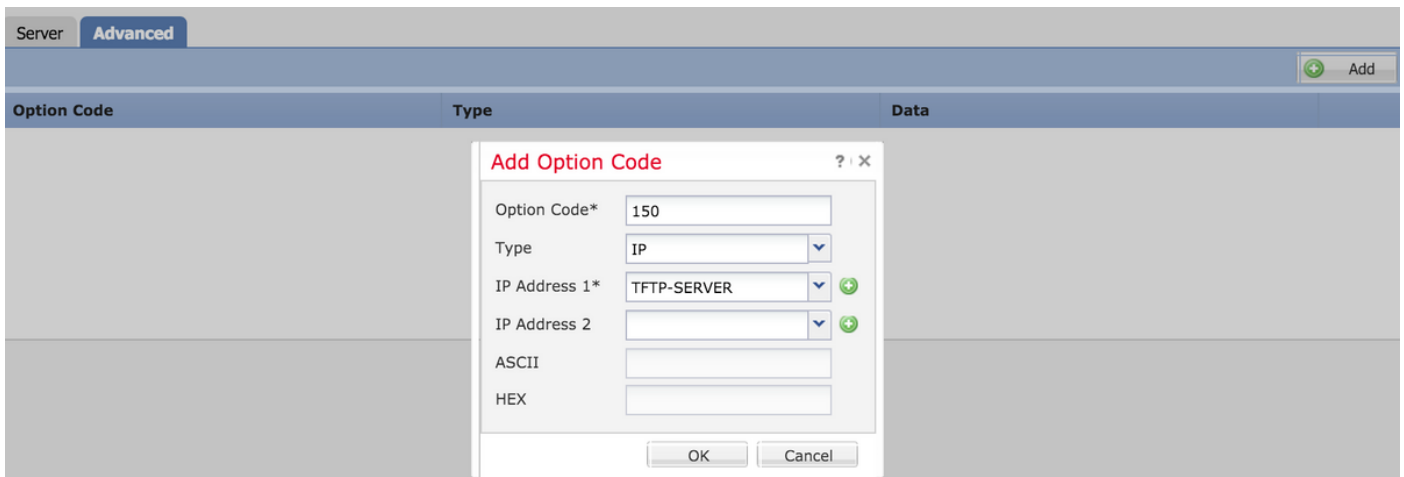 Server Advanced
Add
Option Code Type Data
Add Option Code ?
Option Code* 150
Type IP
IP Address 1* TFTP-SERVER
IP Address 2
ASCII
HEX
OK Cancel